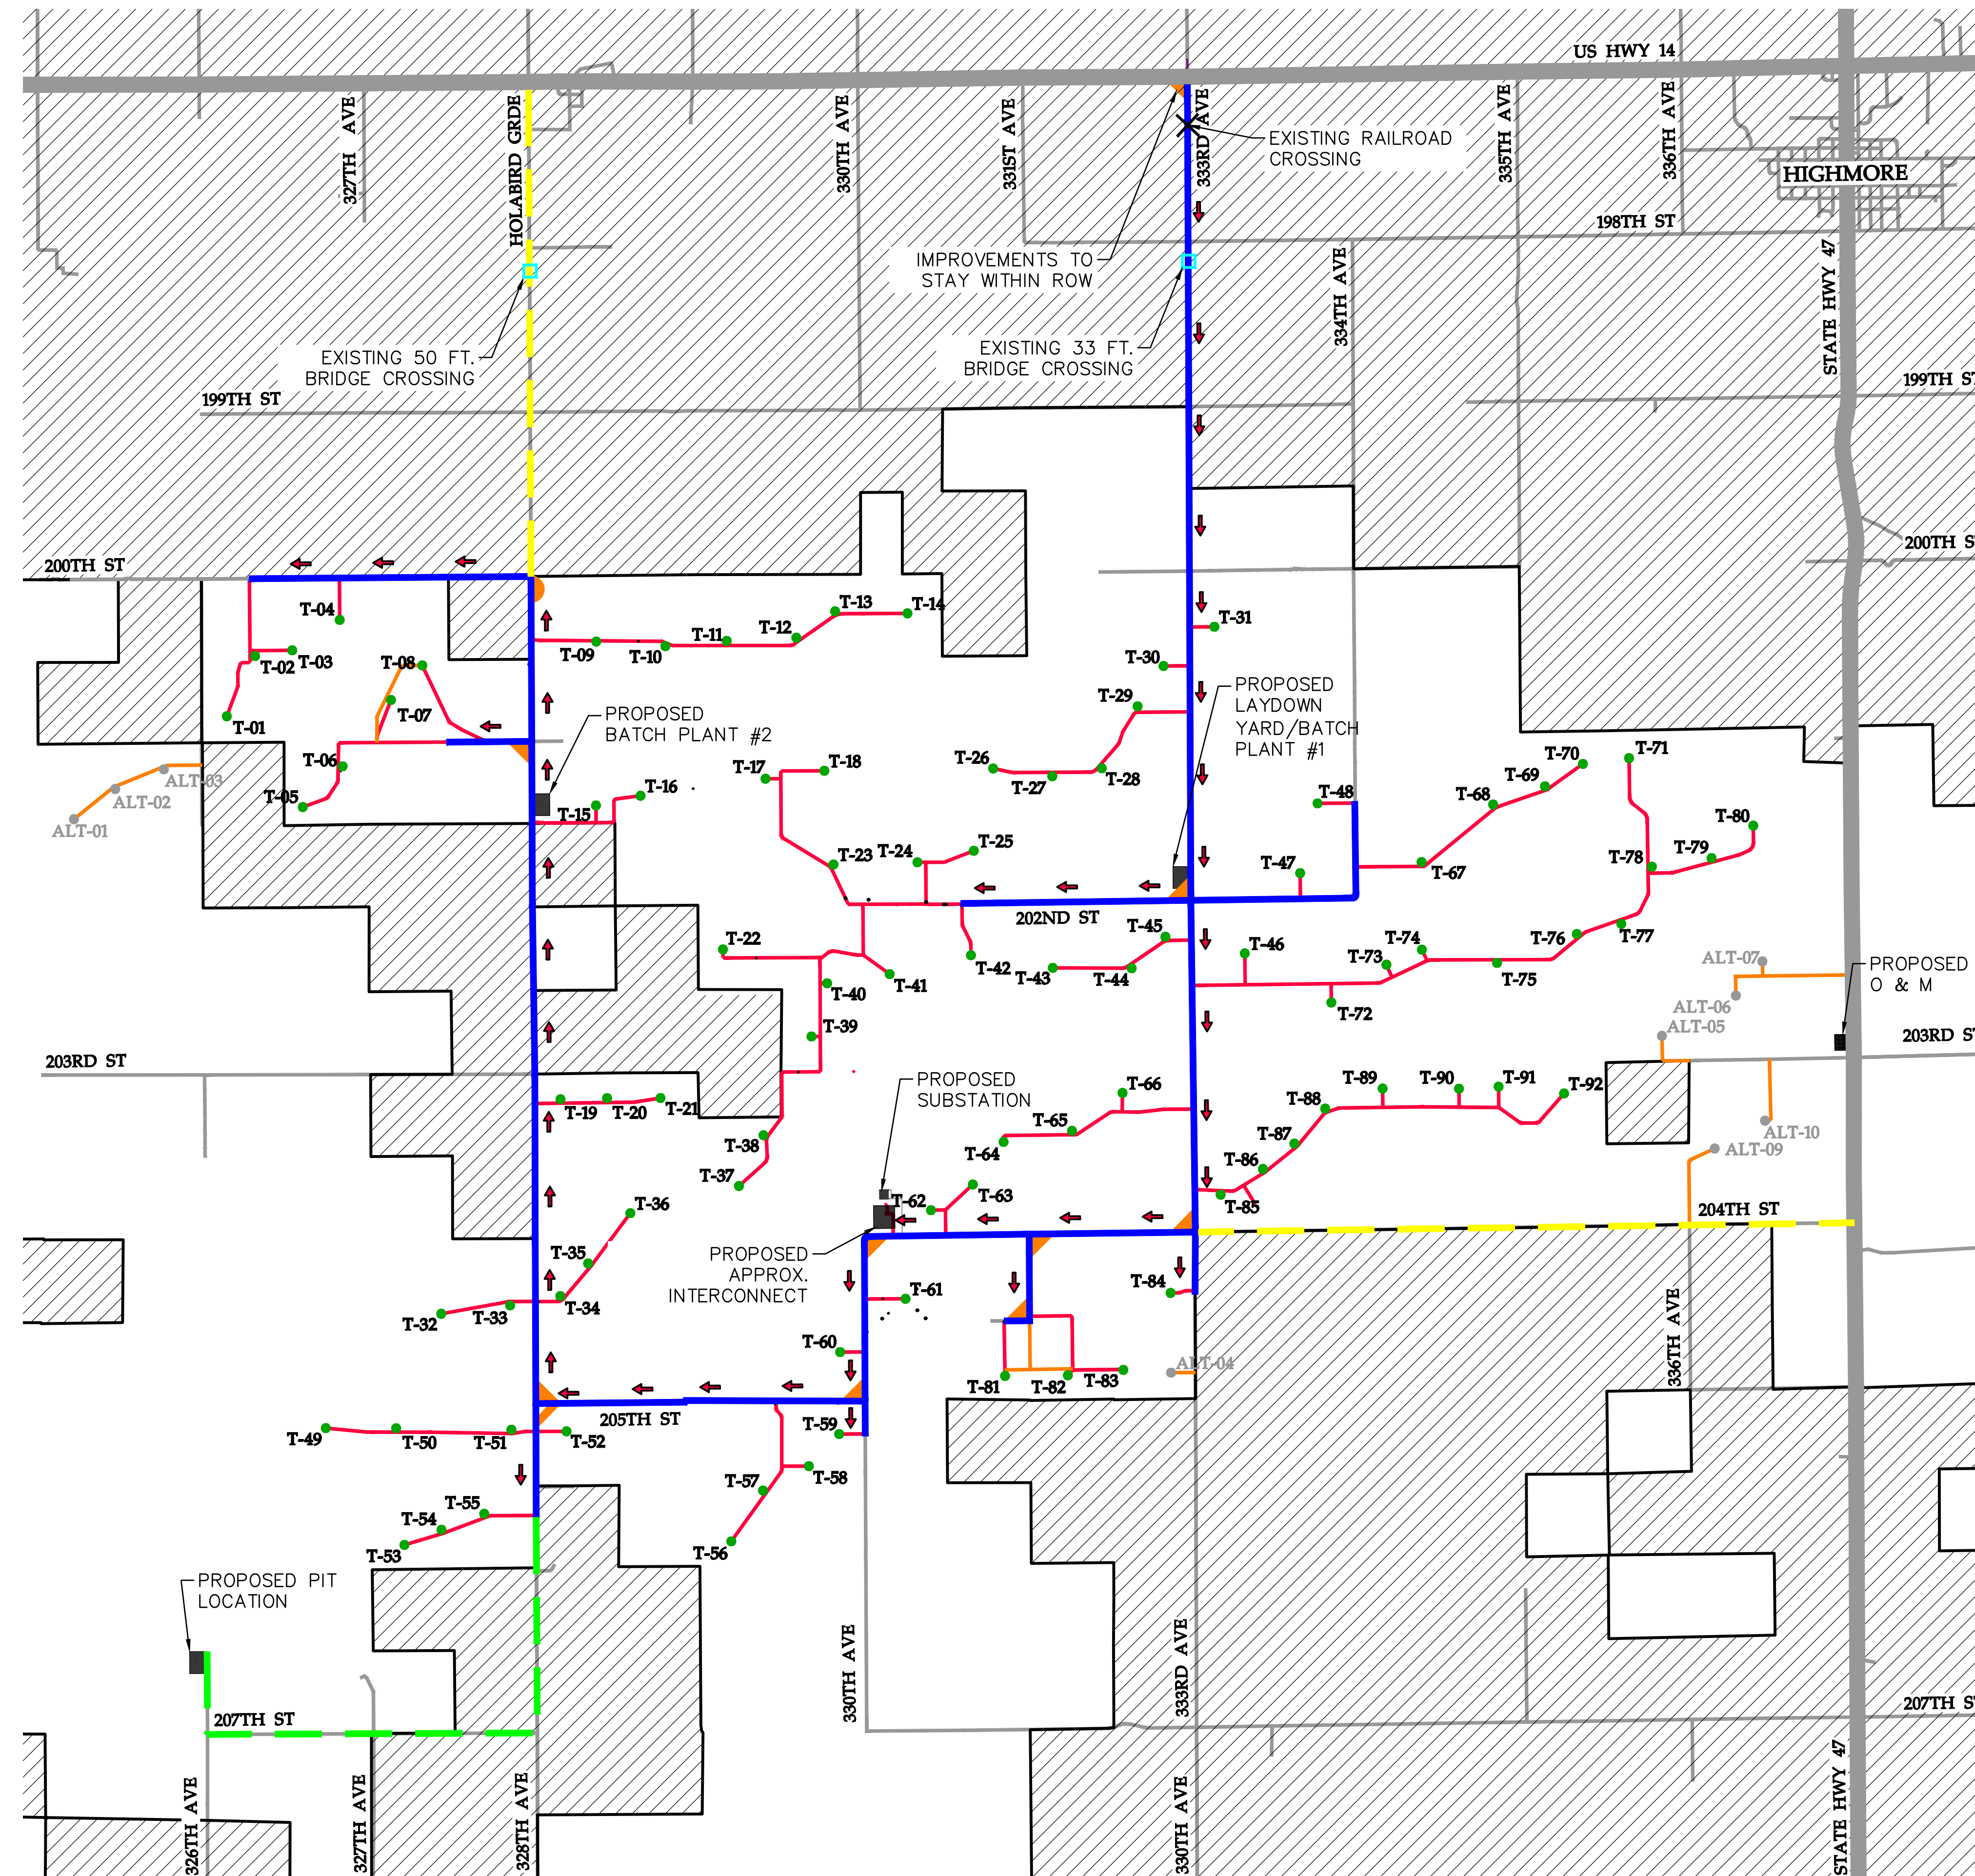 US HWY 14
327TH AVE
HOLABIRD GRDE
330TH AVE
331ST AVE
333RD AVE
335TH AVE
336TH AVE
EXISTING RAILROAD
CROSSING
HIGHMORE
198TH ST
STATE HWY 47
334TH AVE
IMPROVEMENTS TO
STAY WITHIN ROW
EXISTING 50 FT.
BRIDGE CROSSING
EXISTING 33 FT.
BRIDGE CROSSING
199TH ST
199TH ST
200TH ST
200TH S
T-04
T-02
T-03
T-01
T-08
T-07
T-06
T-05
ALT-03
ALT-02
ALT-01
T-09
T-10
T-11
T-12
T-13
T-14
T-31
T-30
T-29
PROPOSED
LAYDOWN
YARD/BATCH
PLANT #1
PROPOSED
BATCH PLANT #2
T-15
T-16
T-17
T-18
T-26
T-27
T-28
T-48
T-70
T-71
T-69
T-68
T-80
T-79
T-78
T-67
T-47
T-23
T-24
T-25
202ND ST
T-22
T-42
T-43
T-44
T-45
T-46
T-41
T-40
T-39
T-73
T-74
T-75
T-76
T-77
T-72
ALT-07
ALT-06
ALT-05
PROPOSED
O & M
203RD ST
203RD S
T-19
T-20
T-21
PROPOSED
SUBSTATION
T-66
T-65
T-64
T-38
T-37
T-89
T-90
T-91
T-92
T-88
T-87
T-86
T-85
ALT-10
ALT-09
T-36
T-35
T-34
T-33
T-32
T-62
T-63
204TH ST
PROPOSED
APPROX.
INTERCONNECT
T-61
T-60
T-84
T-81
T-82
T-83
ALT-04
336TH AVE
205TH ST
T-49
T-50
T-51
T-52
T-59
T-58
T-57
T-56
T-55
T-54
T-53
PROPOSED PIT
LOCATION
207TH ST
330TH AVE
333RD AVE
207TH S
326TH AVE
327TH AVE
328TH AVE
330TH AVE
STATE HWY 47